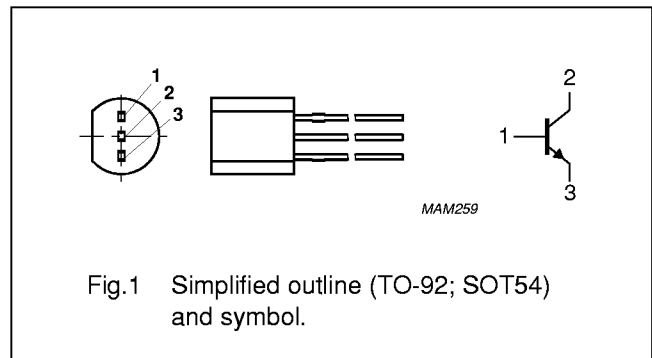 1
2
3
2
1
3
MAM259
Fig.1 Simplified outline (TO-92; SOT54)
and symbol.